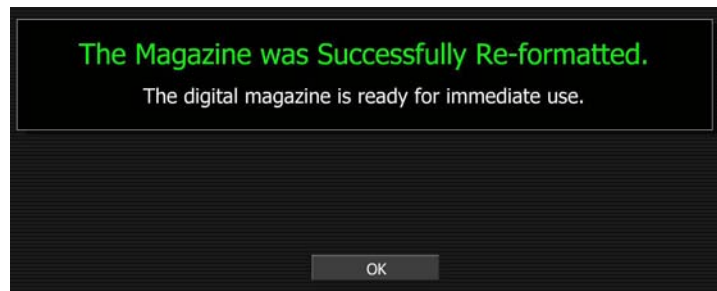 The Magazine was Successfully Re-formatted.
The digital magazine is ready for immediate use.
OK